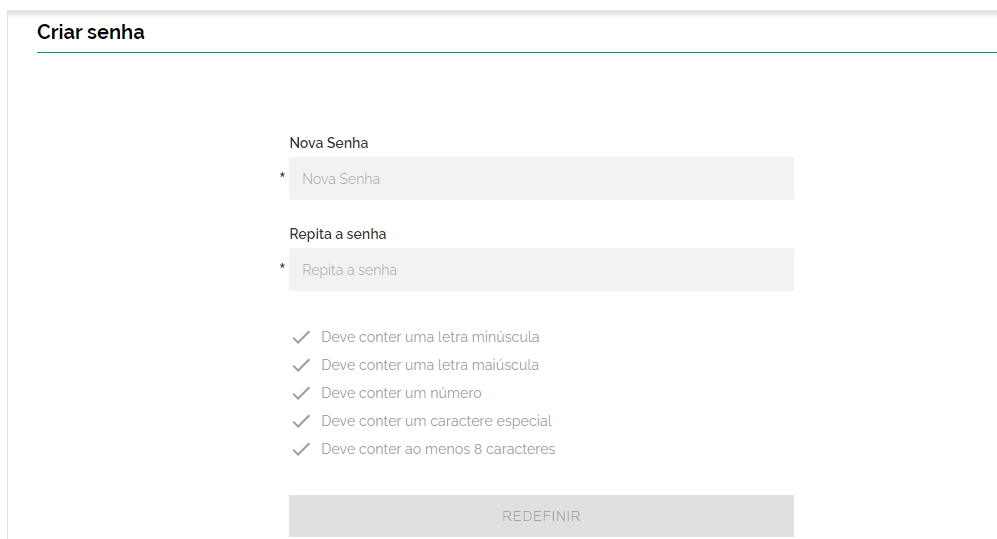 Criar senha
Nova Senha
* Nova Senha
Repita a senha
* Repita a senha
Deve conter uma letra minúscula
Deve conter uma letra maiúscula
Deve conter um número
Deve conter um caractere especial
Deve conter ao menos 8 caracteres
REDEFINIR